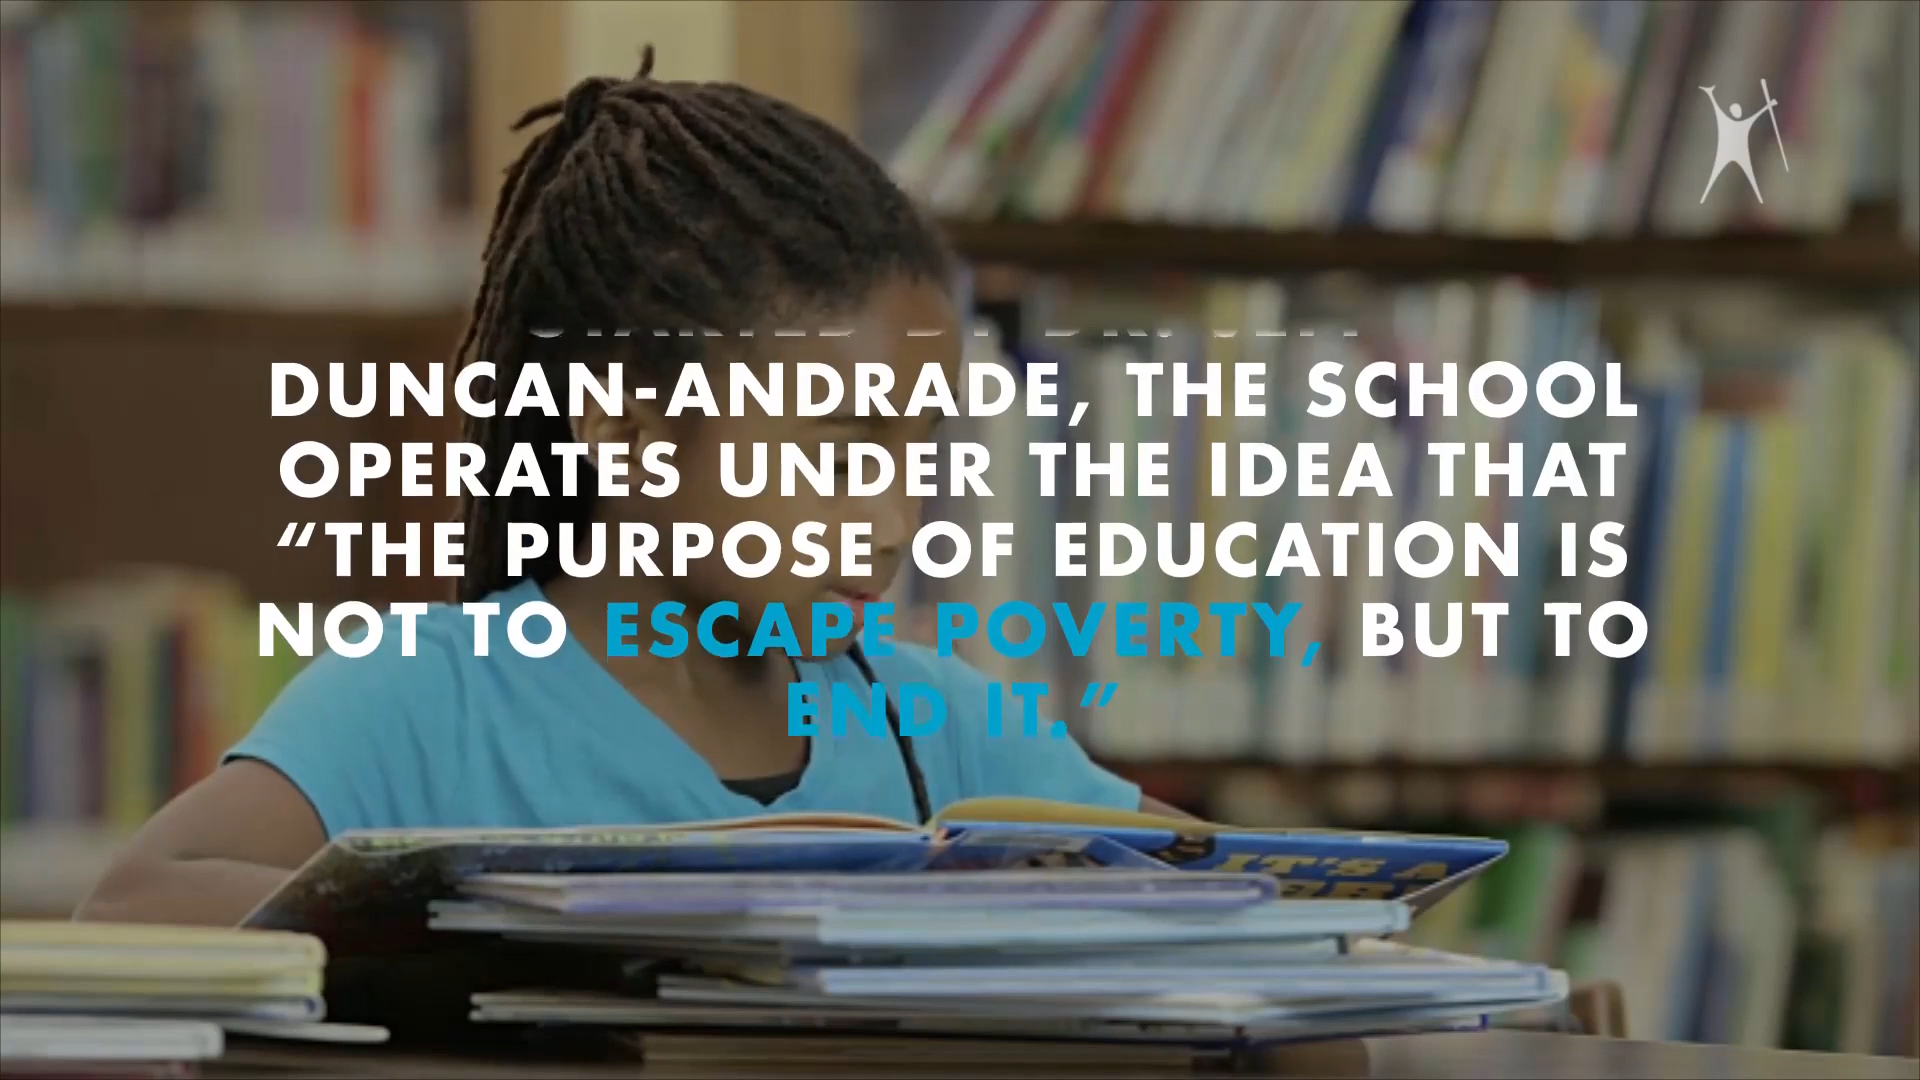 DUNCAN-ANDRADE, THE SCHOOL
OPERATES UNDER THE IDEA THAT
“THE PURPOSE OF EDUCATION IS
NOT TO ESCAPE POVERTY, BUT TO
END IT.”
IT'S A